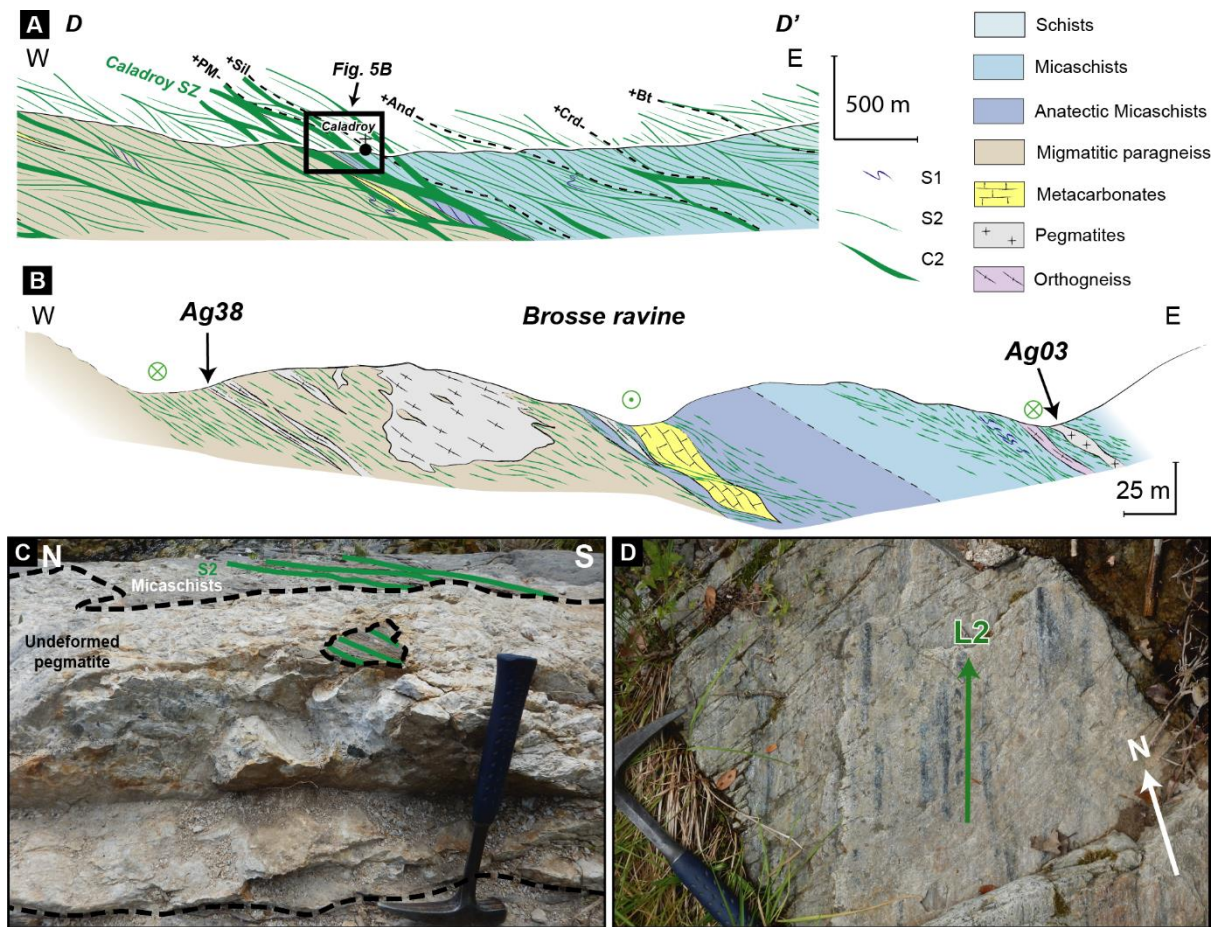 A
D
D'
W
E
Caladroy SZ
+PM-
+Sil
Fig. 5B
Caladroy
+And
+Crd-
+Bt
500 m
S1
S2
C2
Schists
Micaschists
Anatectic Micaschists
Migmatitic paragneiss
Metacarbonates
Pegmatites
Orthogneiss
B
W
E
Ag38
Brosse ravine
Ag03
25 m
C
N
S
S2
Micaschists
Undeformed
pegmatite
D
L2
N